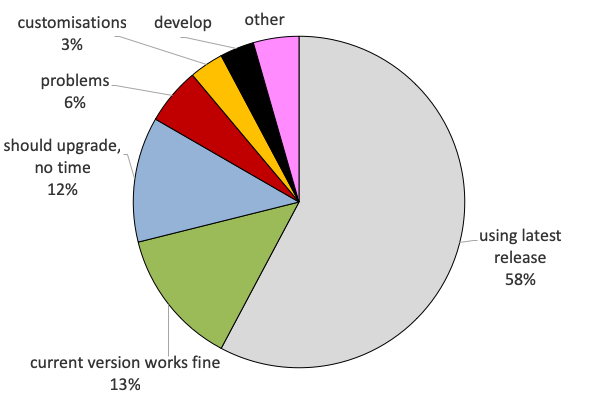 customisations
3%
develop
other
problems
6%
should upgrade,
no time
12%
using latest
release
58%
current version works fine
13%